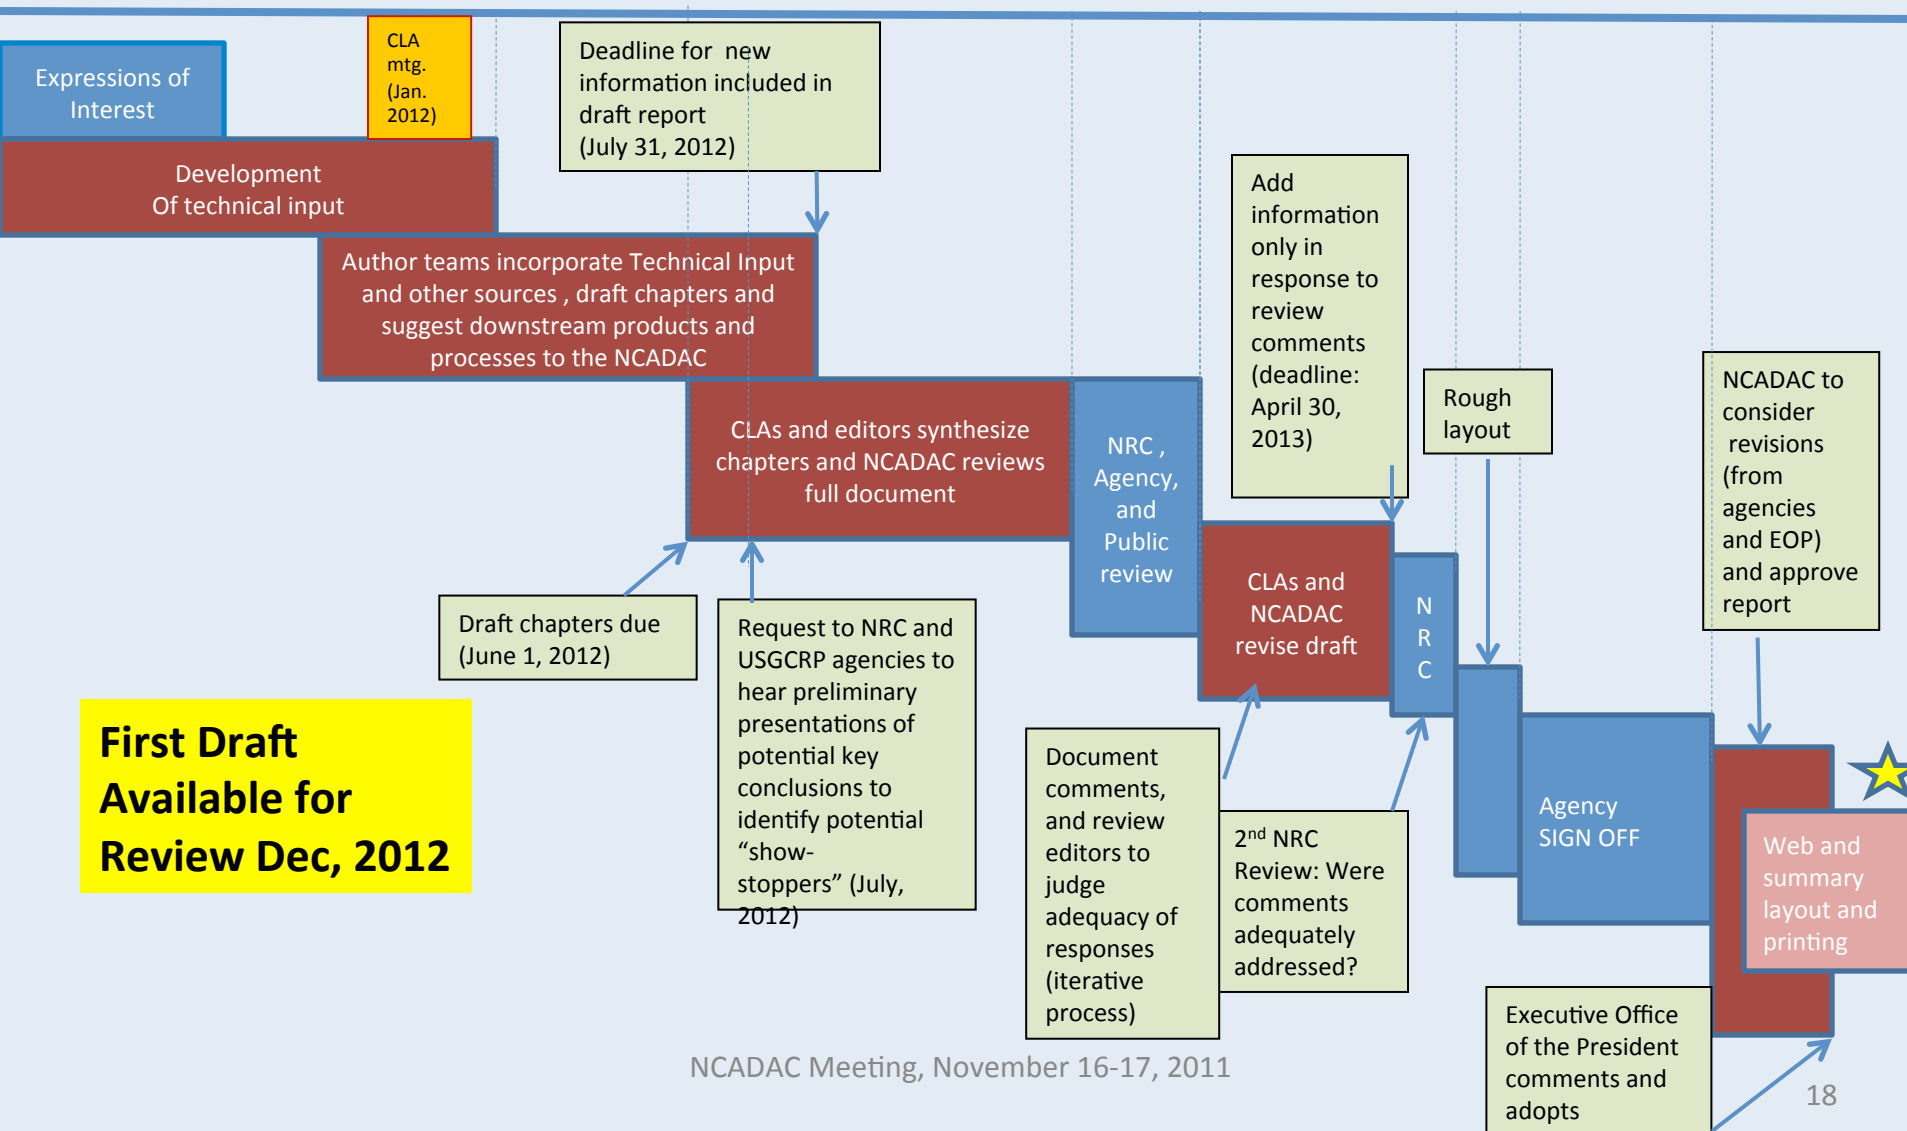 Expressions of
Interest
CLA
mtg.
(Jan.
2012)
Deadline for  new
information included in
draft report
(July 31, 2012)
Development
Of technical input
Author teams incorporate Technical Input
and other sources , draft chapters and
suggest downstream products and
processes to the NCADAC
Add
information
only in
response to
review
comments
(deadline:
April 30,
2013)
CLAs and editors synthesize
chapters and NCADAC reviews
full document
NRC ,
Agency,
and
Public
review
Rough
layout
NCADAC to
consider
revisions
(from
agencies
and EOP)
and approve
report
CLAs and
NCADAC
revise draft
N
R
C
Draft chapters due
(June 1, 2012)
Request to NRC and
USGCRP agencies to
hear preliminary
presentations of
potential key
conclusions to
identify potential
“show-
stoppers” (July,
2012)
First Draft
Available for
Review Dec, 2012
Document
comments,
and review
editors to
judge
adequacy of
responses
(iterative
process)
2nd NRC
Review: Were
comments
adequately
addressed?
Agency
SIGN OFF
Web and
summary
layout and
printing
Executive Office
of the President
comments and
adopts
NCADAC Meeting, November 16-17, 2011
18